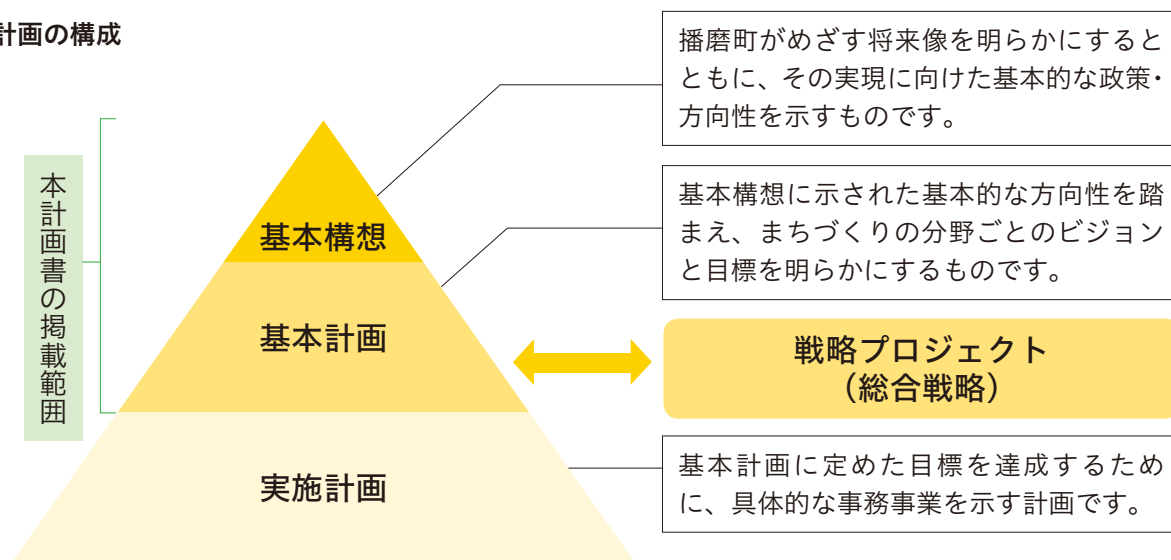 計画の構成
本計画書の掲載範囲
基本構想
基本計画
実施計画
播磨町がめざす将来像を明らかにすると
ともに、その実現に向けた基本的な政策・
方向性を示すものです。
基本構想に示された基本的な方向性を踏
まえ、まちづくりの分野ごとのビジョン
と目標を明らかにするものです。
戦略プロジェクト
（総合戦略）
基本計画に定めた目標を達成するため
に、具体的な事務事業を示す計画です。